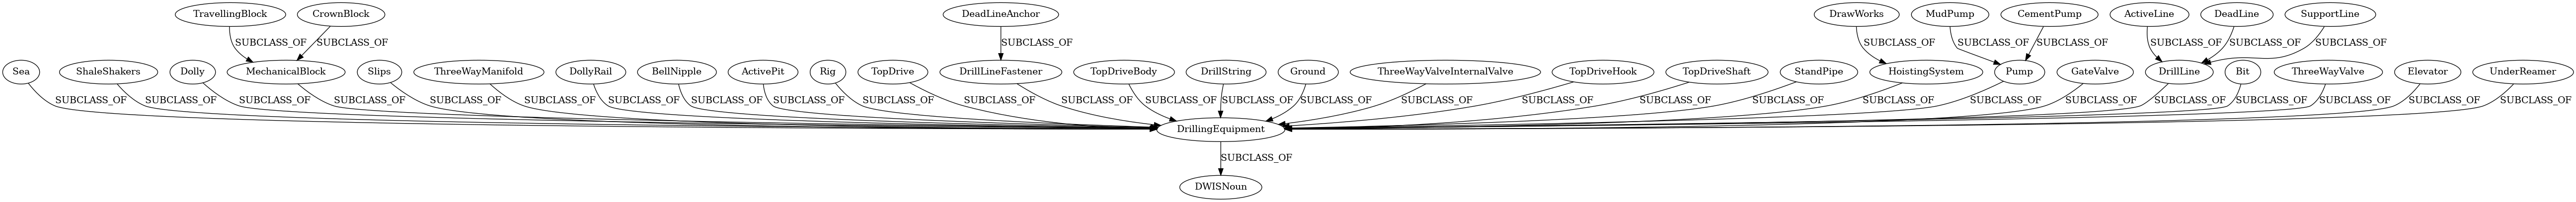 TravellingBlock CrownBlock DeadLineAnchor DrawWorks MudPump CementPump ActiveLine DeadLine SupportLine
SUBCLASS_OF SUBCLASS_OF SUBCLASS_OF SUBCLASS_OF SUBCLASS_OF SUBCLASS_OF SUBCLASS_OF SUBCLASS_OF SUBCLASS_OF
Sea ShaleShakers Dolly MechanicalBlock Slips ThreeWayManifold DollyRail BellNipple ActivePit Rig TopDrive DrillLineFastener TopDriveBody DrillString Ground ThreeWayValveInternalValve TopDriveHook TopDriveShaft StandPipe HoistingSystem Pump GateValve DrillLine Bit ThreeWayValve Elevator UnderReamer
SUBCLASS_OF SUBCLASS_OF SUBCLASS_OF SUBCLASS_OF SUBCLASS_OF SUBCLASS_OF SUBCLASS_OF SUBCLASS_OF SUBCLASS_OF SUBCLASS_OF SUBCLASS_OF SUBCLASS_OF SUBCLASS_OF SUBCLASS_OF SUBCLASS_OF SUBCLASS_OF SUBCLASS_OF SUBCLASS_OF SUBCLASS_OF SUBCLASS_OF SUBCLASS_OF SUBCLASS_OF SUBCLASS_OF SUBCLASS_OF SUBCLASS_OF SUBCLASS_OF SUBCLASS_OF
DrillingEquipment
SUBCLASS_OF
DWISNoun